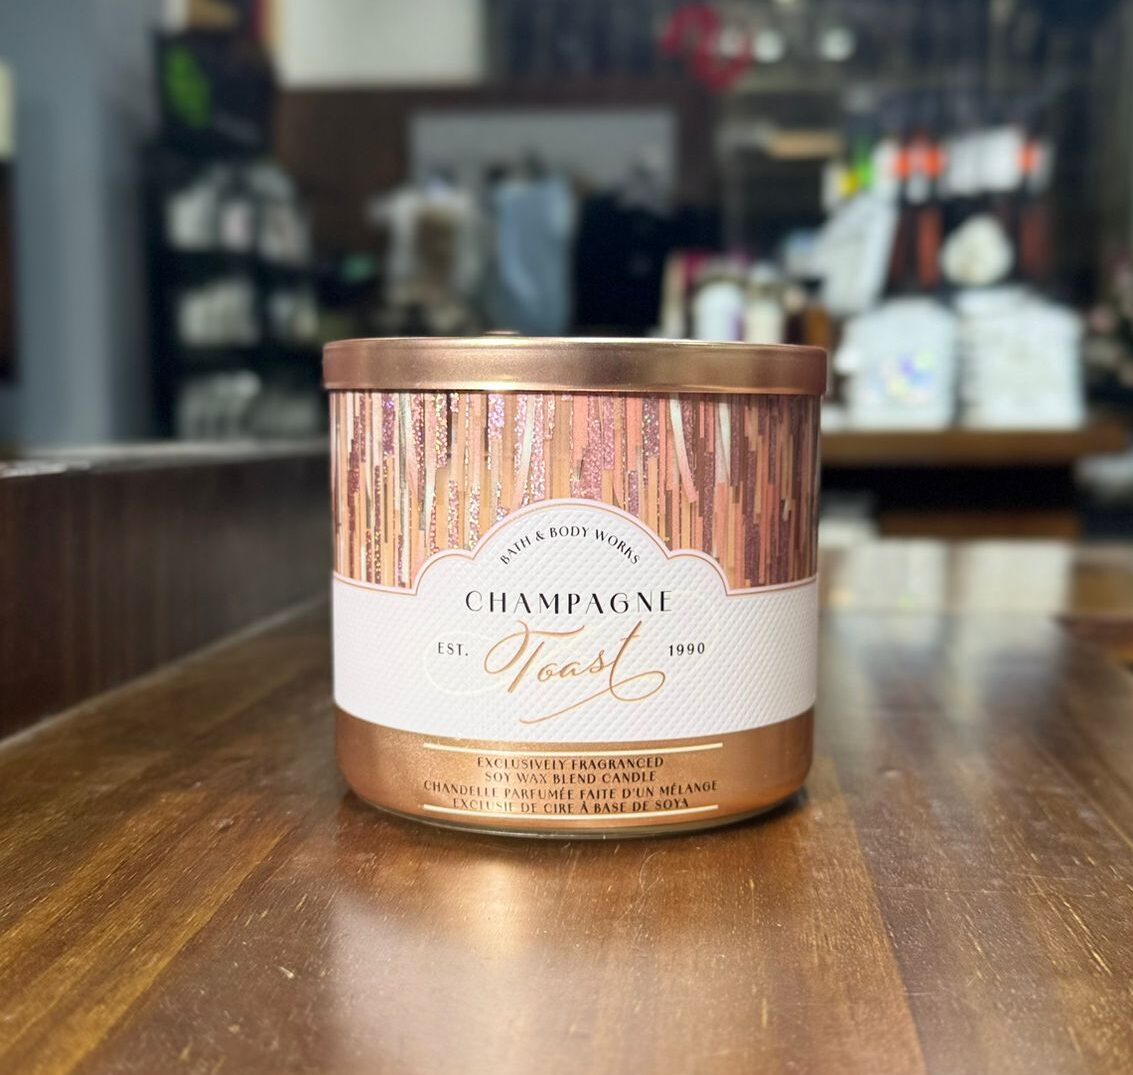 BATH & BODY WORKS
CHAMPAGNE
EST. Toast 1990
EXCLUSIVELY FRAGRANCED
SOY WAX BLEND CANDLE
CHANDELLE PARFUMÉE FAITE D'UN MÉLANGE
EXCLUSIF DE CIRE À BASE DE SOYA